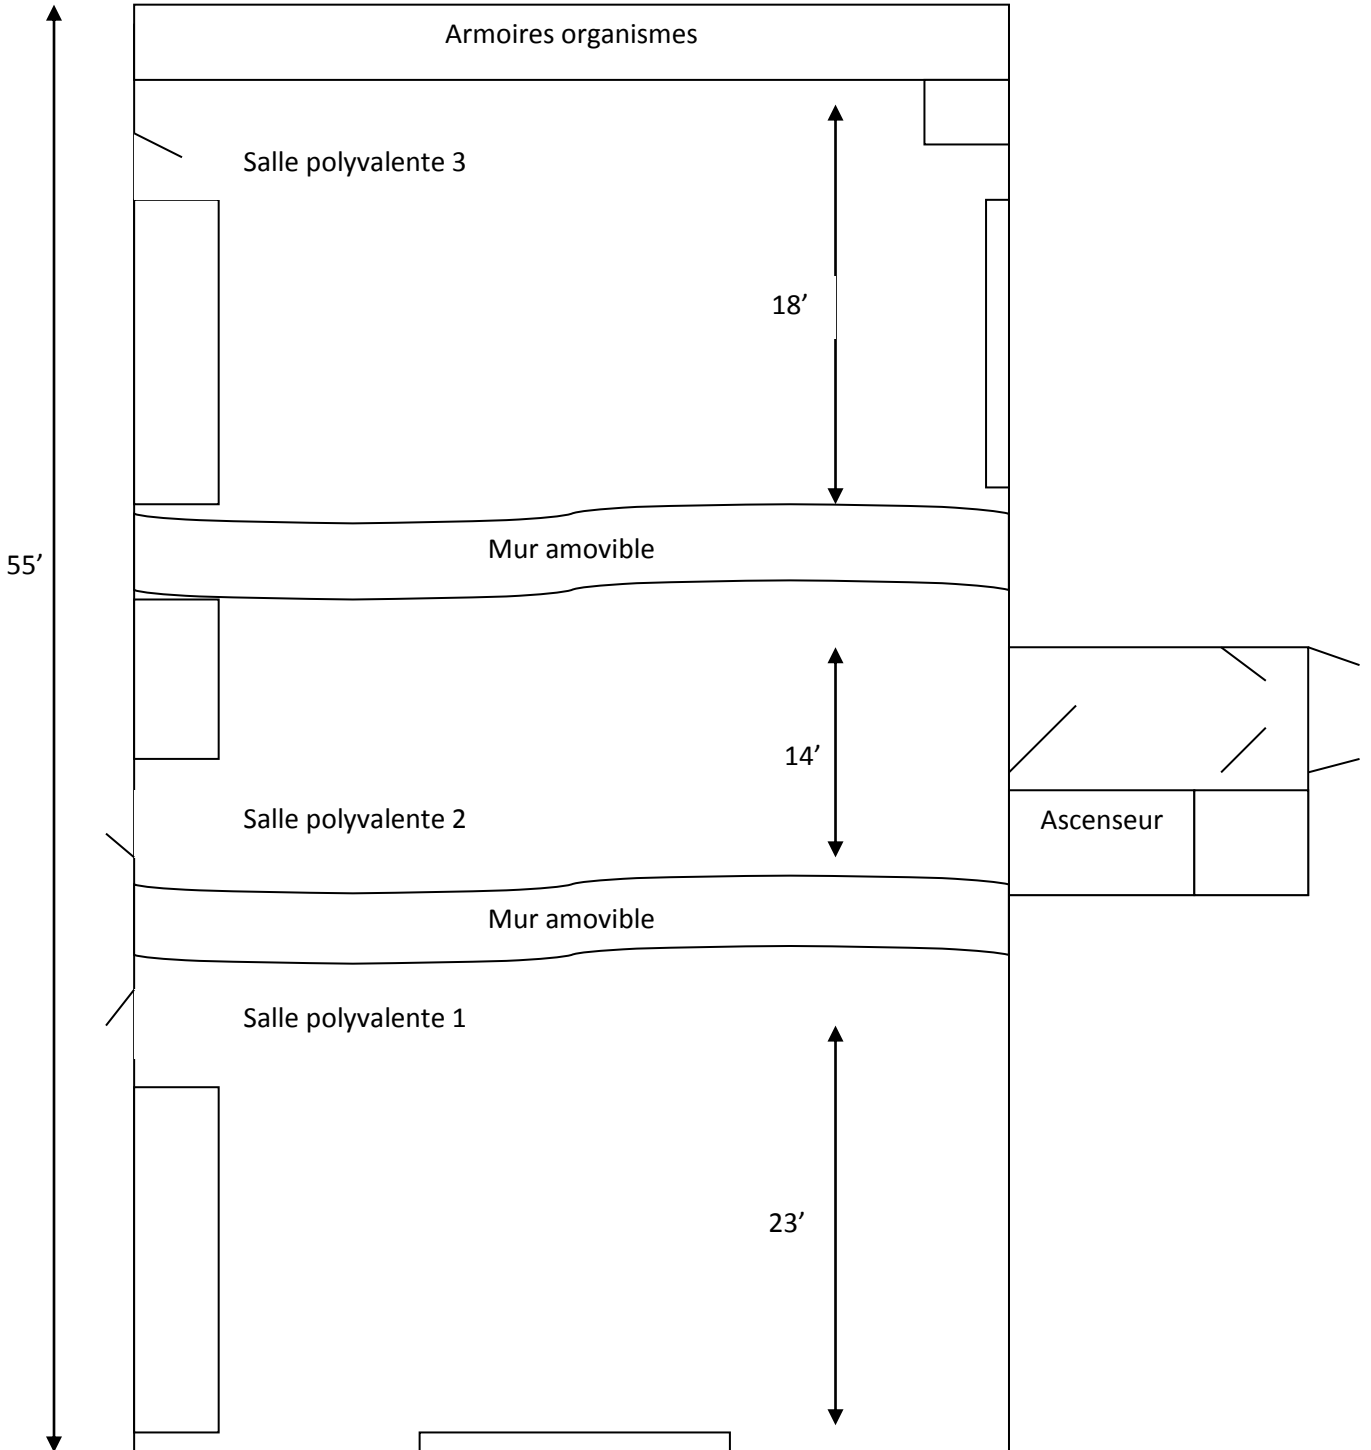 Armoires organismes
Salle polyvalente 3
18’
Mur amovible
55’
14’
Salle polyvalente 2
Ascenseur
Mur amovible
Salle polyvalente 1
23’